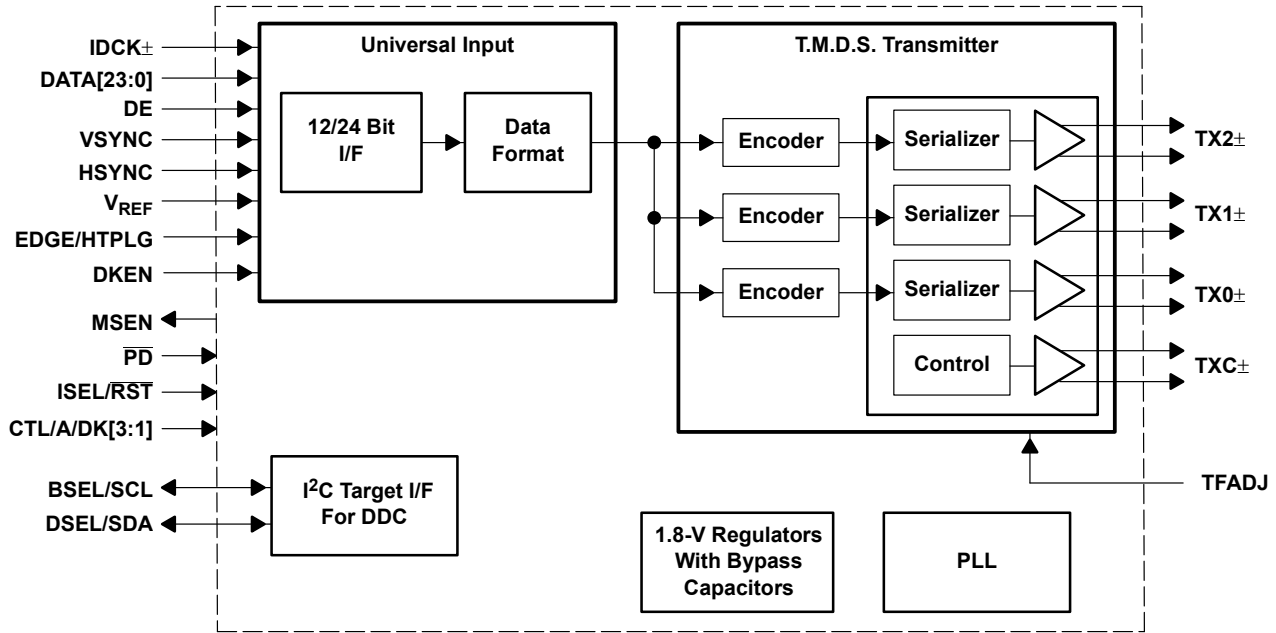 Universal Input
T.M.D.S. Transmitter
IDCK±
DATA[23:0]
DE
VSYNC
HSYNC
VREF
EDGE/HTPLG
DKEN
MSEN
P̅D̅
ISEL/R̅S̅T̅
CTL/A/DK[3:1]
BSEL/SCL
DSEL/SDA
12/24 Bit
I/F
Data
Format
Encoder
Serializer
TX2±
Encoder
Serializer
TX1±
Encoder
Serializer
TX0±
Control
TXC±
TFADJ
I²C Target I/F
For DDC
1.8-V Regulators
With Bypass
Capacitors
PLL